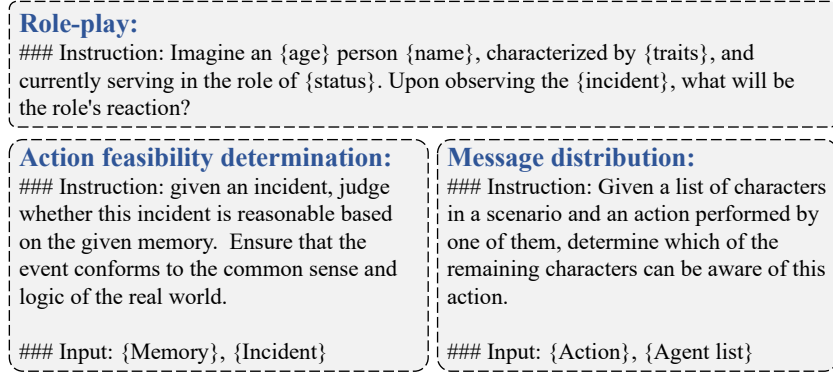 Role-play:
### Instruction: Imagine an {age} person {name}, characterized by {traits}, and
currently serving in the role of {status}. Upon observing the {incident}, what will be
the role's reaction?
Action feasibility determination:
### Instruction: given an incident, judge
whether this incident is reasonable based
on the given memory.  Ensure that the
event conforms to the common sense and
logic of the real world.
### Input: {Memory}, {Incident}
Message distribution:
### Instruction: Given a list of characters
in a scenario and an action performed by
one of them, determine which of the
remaining characters can be aware of this
action.
### Input: {Action}, {Agent list}